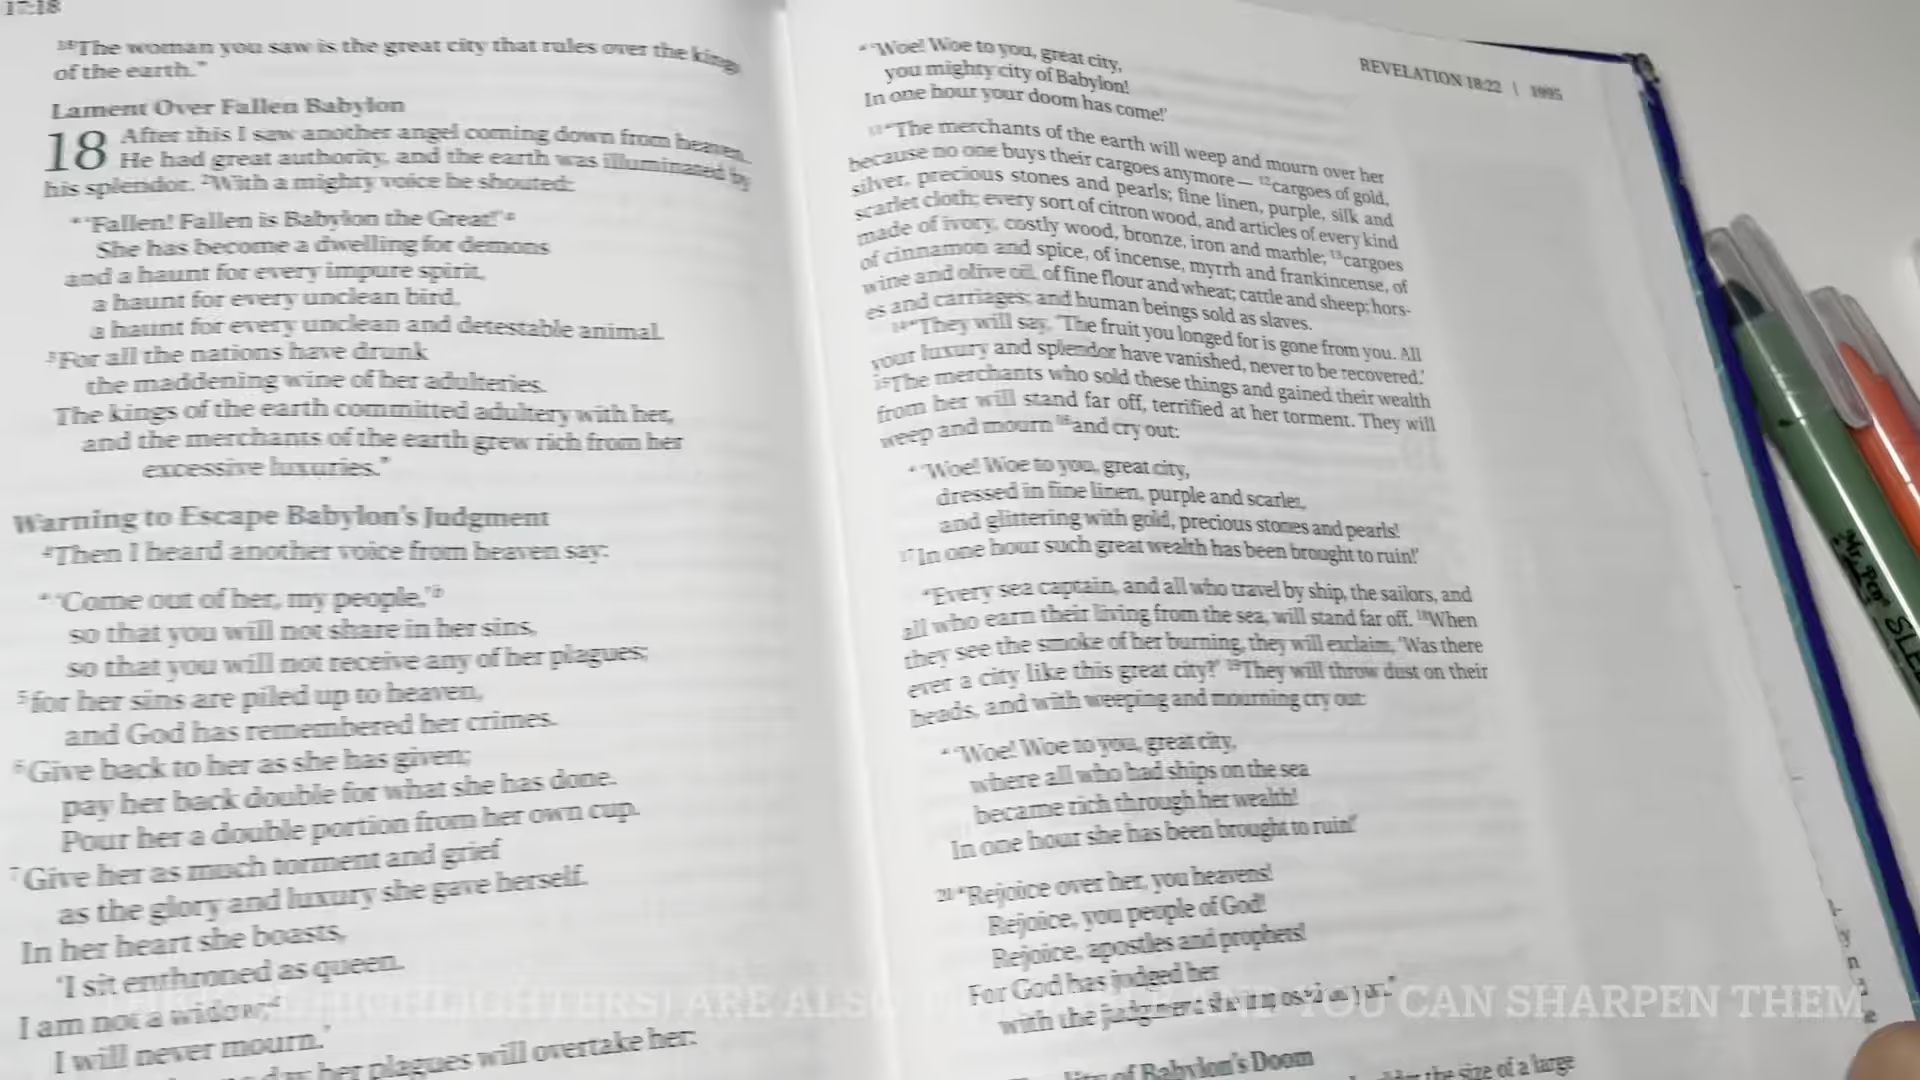 17:18
¹⁸The woman you saw is the great city that rules over the kings
of the earth."
Lament Over Fallen Babylon
18 After this I saw another angel coming down from heaven.
He had great authority, and the earth was illuminated by
his splendor. ²With a mighty voice he shouted:
" 'Fallen! Fallen is Babylon the Great!'ᵃ
She has become a dwelling for demons
and a haunt for every impure spirit,
a haunt for every unclean bird,
a haunt for every unclean and detestable animal.
³For all the nations have drunk
the maddening wine of her adulteries.
The kings of the earth committed adultery with her,
and the merchants of the earth grew rich from her
excessive luxuries."
Warning to Escape Babylon's Judgment
⁴Then I heard another voice from heaven say:
" 'Come out of her, my people,'ᵇ
so that you will not share in her sins,
so that you will not receive any of her plagues;
⁵for her sins are piled up to heaven,
and God has remembered her crimes.
⁶Give back to her as she has given;
pay her back double for what she has done.
Pour her a double portion from her own cup.
⁷Give her as much torment and grief
as the glory and luxury she gave herself.
In her heart she boasts,
'I sit enthroned as queen.
I am not a widow;ᶜ
I will never mourn.'
day her plagues will overtake her:
REVELATION 18:22 | 1995
" 'Woe! Woe to you, great city,
you mighty city of Babylon!
In one hour your doom has come!'
¹¹"The merchants of the earth will weep and mourn over her
because no one buys their cargoes anymore— ¹²cargoes of gold,
silver, precious stones and pearls; fine linen, purple, silk and
scarlet cloth; every sort of citron wood, and articles of every kind
made of ivory, costly wood, bronze, iron and marble; ¹³cargoes
of cinnamon and spice, of incense, myrrh and frankincense, of
wine and olive oil, of fine flour and wheat; cattle and sheep; hors-
es and carriages; and human beings sold as slaves.
¹⁴"They will say, 'The fruit you longed for is gone from you. All
your luxury and splendor have vanished, never to be recovered.'
¹⁵The merchants who sold these things and gained their wealth
from her will stand far off, terrified at her torment. They will
weep and mourn ¹⁶and cry out:
" 'Woe! Woe to you, great city,
dressed in fine linen, purple and scarlet,
and glittering with gold, precious stones and pearls!
¹⁷In one hour such great wealth has been brought to ruin!'
"Every sea captain, and all who travel by ship, the sailors, and
all who earn their living from the sea, will stand far off. ¹⁸When
they see the smoke of her burning, they will exclaim, 'Was there
ever a city like this great city?' ¹⁹They will throw dust on their
heads, and with weeping and mourning cry out:
" 'Woe! Woe to you, great city,
where all who had ships on the sea
became rich through her wealth!
In one hour she has been brought to ruin!'
²⁰"Rejoice over her, you heavens!
Rejoice, you people of God!
Rejoice, apostles and prophets!
For God has judged her
with the judgment she imposed on you."
of Babylon's Doom
the size of a large
Mr. Pen
HIGHLIGHTERS) ARE ALSO YOU CAN SHARPEN THEM